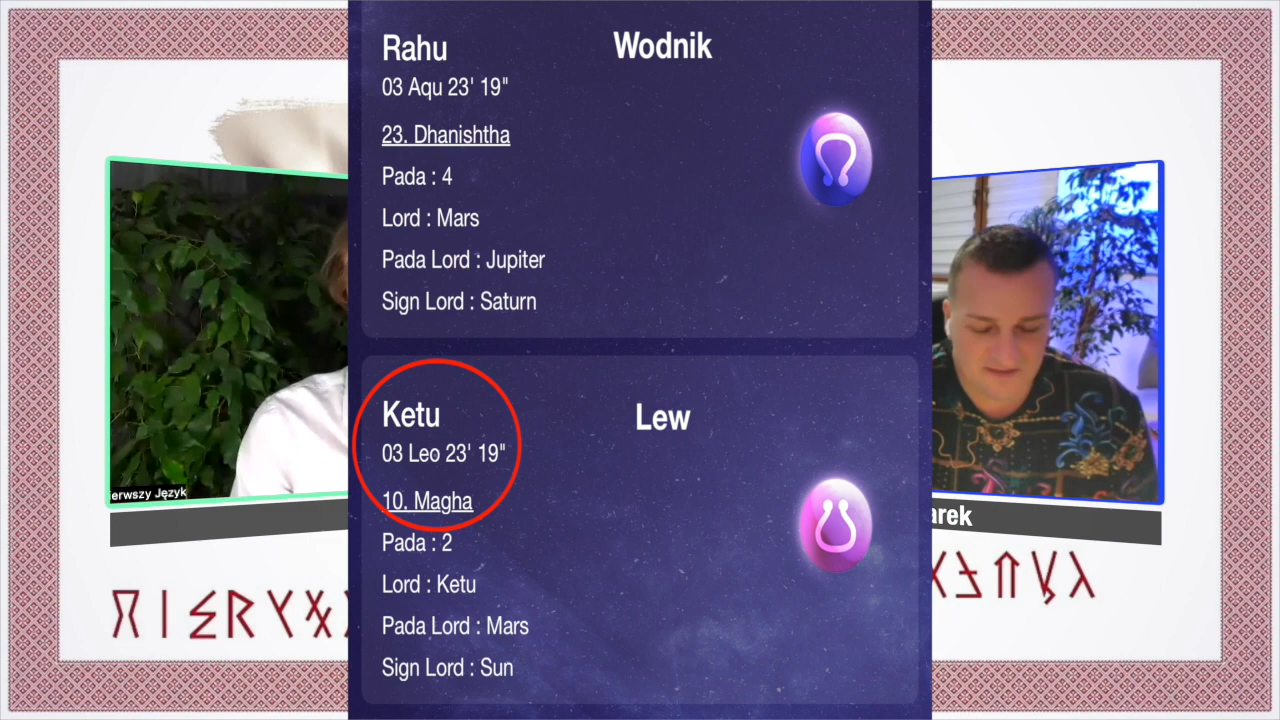 Rahu
Wodnik
03 Aqu 23' 19"
23. Dhanishtha
Pada : 4
Lord : Mars
Pada Lord : Jupiter
Sign Lord : Saturn
Ketu
Lew
03 Leo 23' 19"
10. Magha
Pada : 2
Lord : Ketu
Pada Lord : Mars
Sign Lord : Sun
erwszy Język
arek